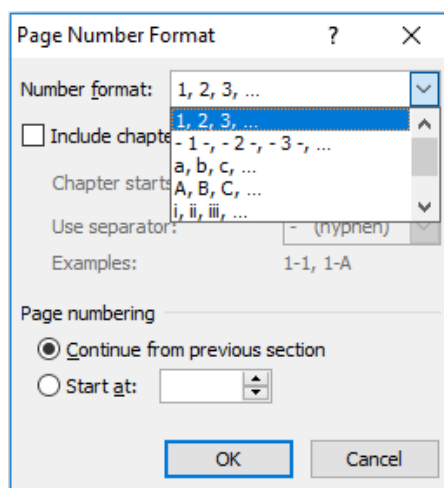 Page Number Format ? ×
Number format: 1, 2, 3, ...
1, 2, 3, ...
Include chapte
- 1 -, - 2 -, - 3 -, ...
a, b, c, ...
Chapter starts
A, B, C, ...
i, ii, iii, ...
Use separator: - (hyphen)
Examples: 1-1, 1-A
Page numbering
Continue from previous section
Start at:
OK Cancel